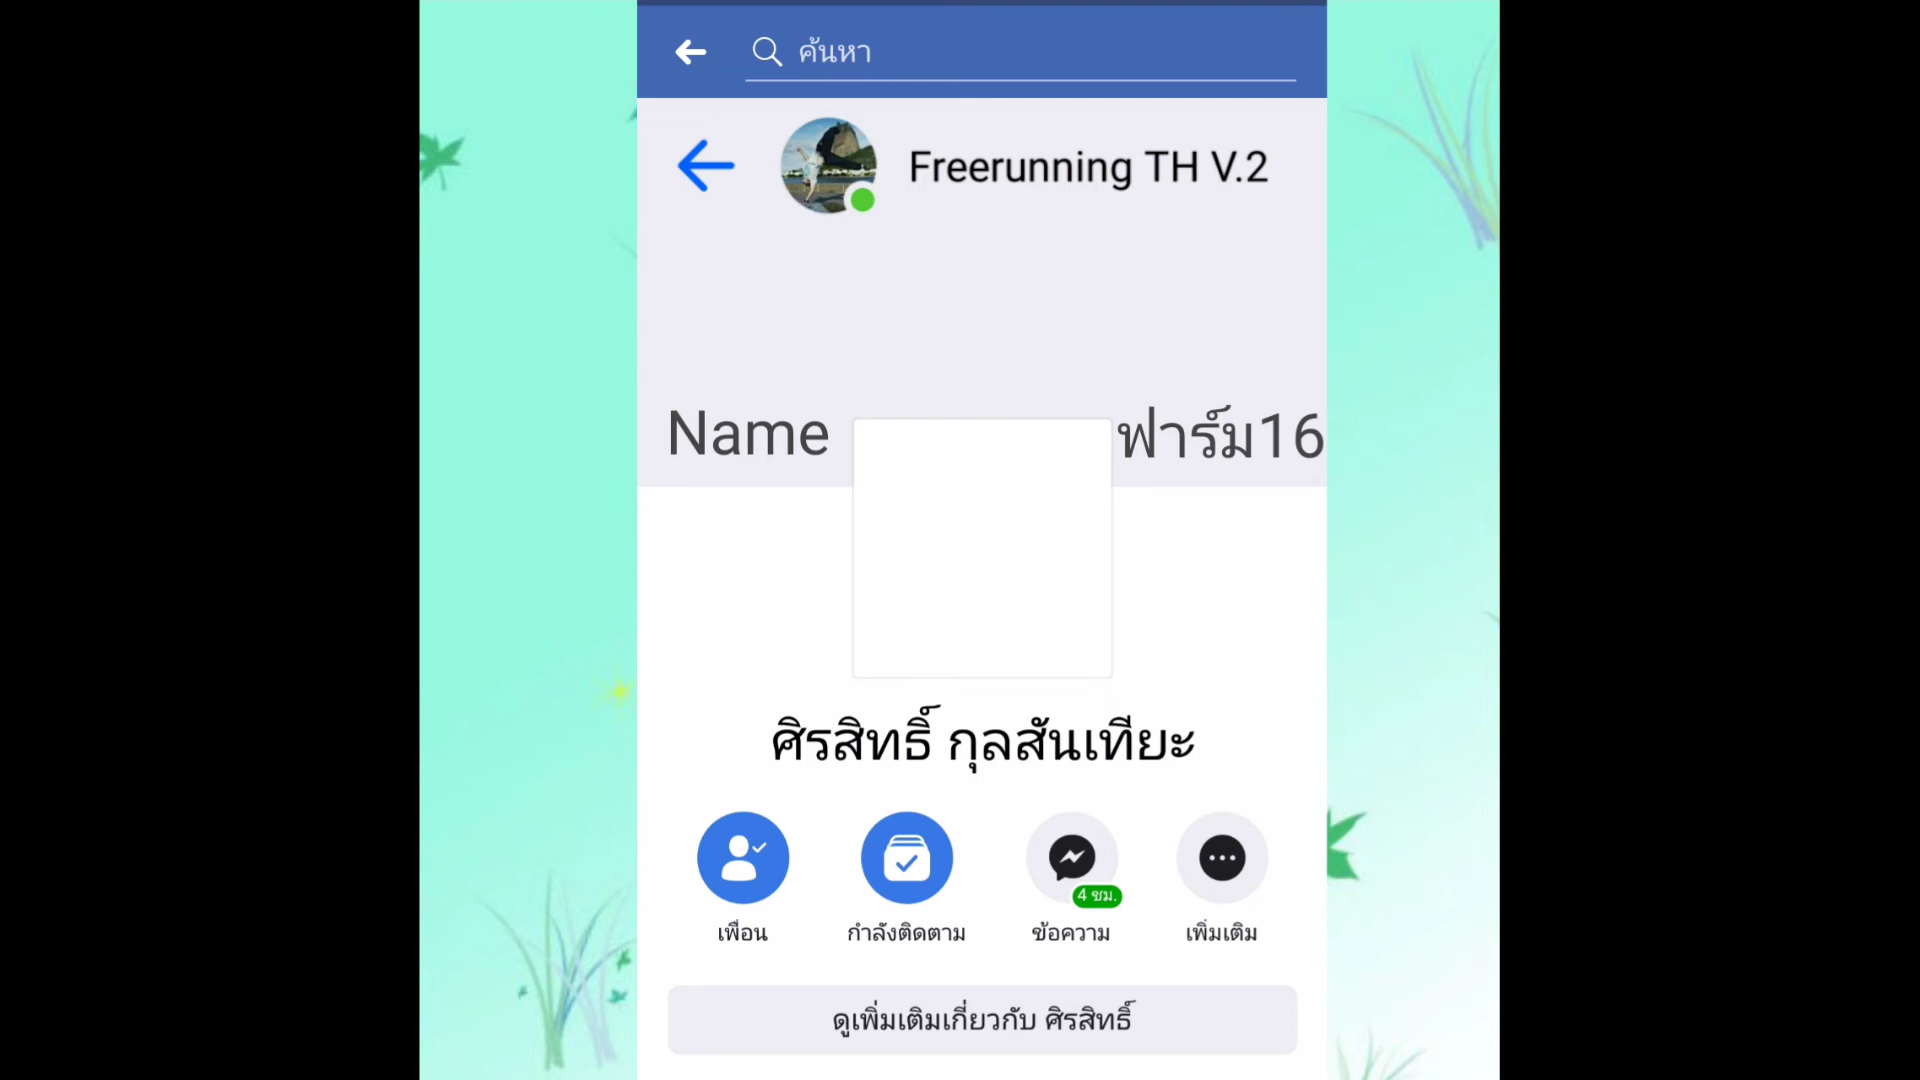 ค้นหา
Freerunning TH V.2
Name ฟาร์ม16
ศิรสิทธิ์ กุลสันเทียะ
4 ชม.
เพื่อน กำลังติดตาม ข้อความ เพิ่มเติม
ดูเพิ่มเติมเกี่ยวกับ ศิรสิทธิ์